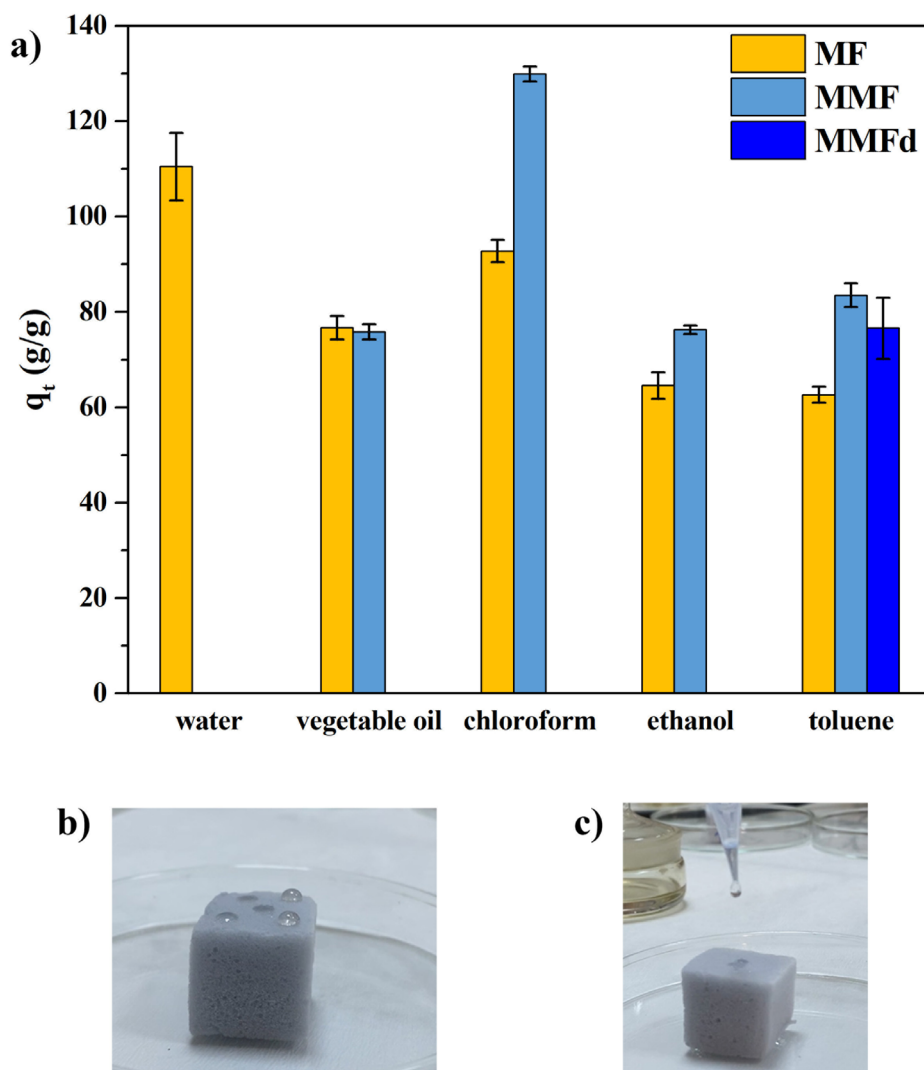 a)
140
120
100
80
60
40
20
0
q_t (g/g)
MF
MMF
MMFd
water vegetable oil chloroform ethanol toluene
b)
c)